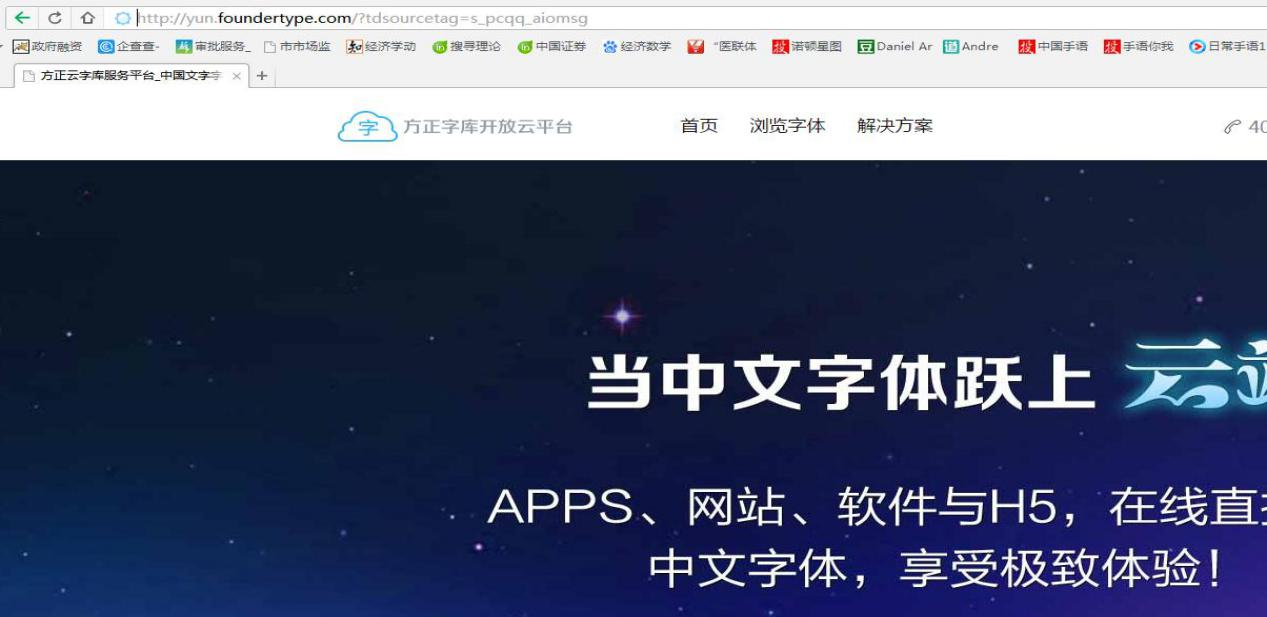 http://yun.foundertype.com/?tdsourcetag=s_pcqq_aiomsg
政府融资 企查查- 审批服务_ 市市场监 经济学动 搜寻理论 中国证券 经济数学 “医联体 诺顿星图 Daniel Ar Andre 中国手语 手语你我 日常手语1
方正云字库服务平台_中国文字字
字 方正字库开放云平台 首页 浏览字体 解决方案 40
当中文字体跃上 云
APPS、网站、软件与H5，在线直
中文字体，享受极致体验！